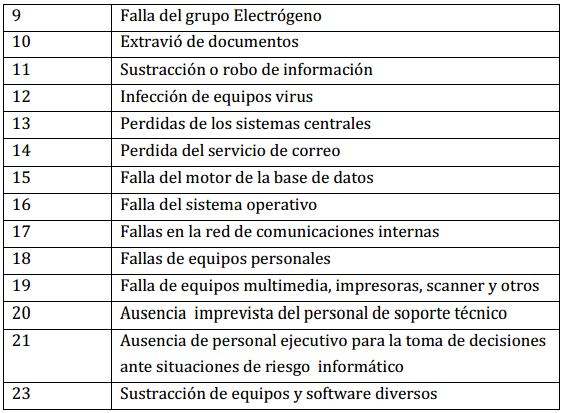 9 Falla del grupo Electrógeno
10 Extravió de documentos
11 Sustracción o robo de información
12 Infección de equipos virus
13 Perdidas de los sistemas centrales
14 Perdida del servicio de correo
15 Falla del motor de la base de datos
16 Falla del sistema operativo
17 Fallas en la red de comunicaciones internas
18 Fallas de equipos personales
19 Falla de equipos multimedia, impresoras, scanner y otros
20 Ausencia  imprevista del personal de soporte técnico
21 Ausencia de personal ejecutivo para la toma de decisiones
ante situaciones de riesgo  informático
23 Sustracción de equipos y software diversos